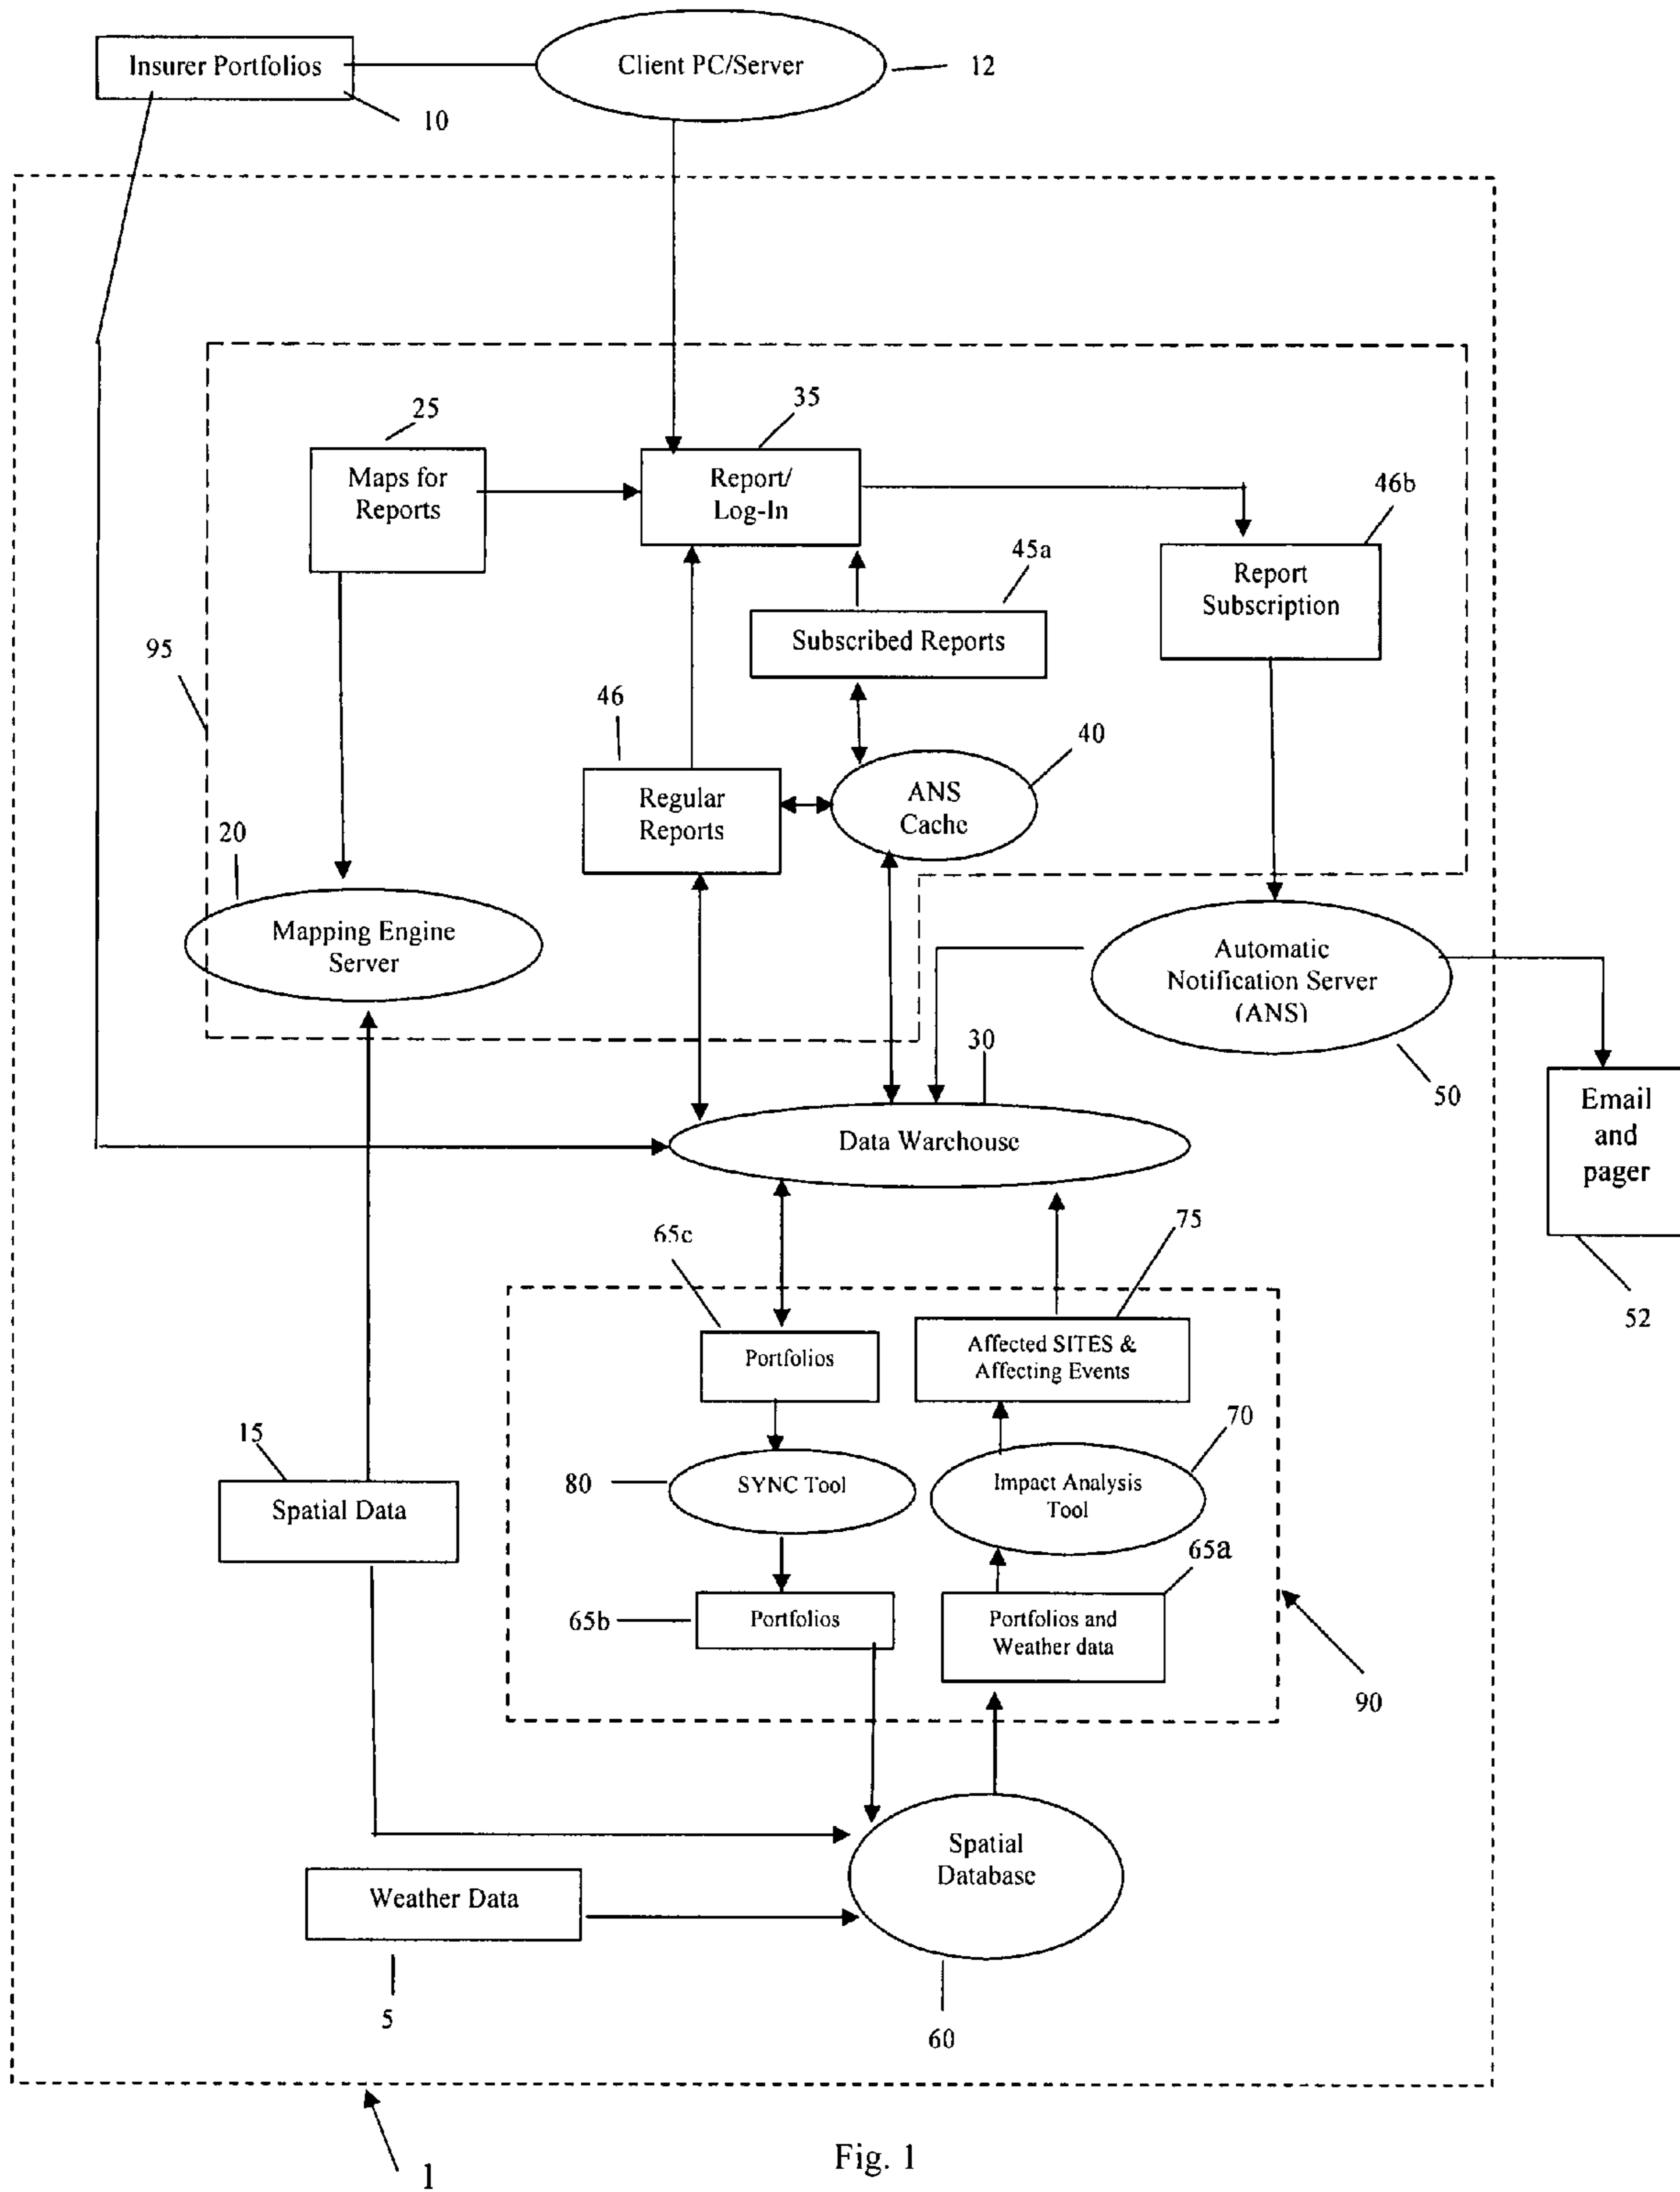 Insurer Portfolios
Client PC/Server
12
10
25
35
Maps for
Reports
Report/
Log-In
46b
45a
Report
Subscription
Subscribed Reports
95
46
40
Regular
Reports
ANS
Cache
20
Mapping Engine
Server
Automatic
Notification Server
(ANS)
30
50
Email
and
pager
Data Warehouse
52
65c
75
Portfolios
Affected SITES &
Affecting Events
15
70
Spatial Data
80
SYNC Tool
Impact Analysis
Tool
65a
65b
Portfolios
Portfolios and
Weather data
90
Spatial
Database
Weather Data
5
60
1
Fig. 1